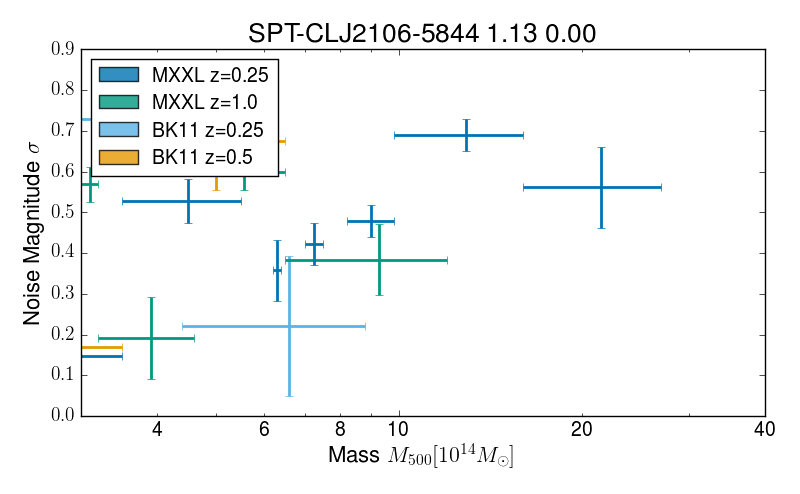 SPT-CLJ2106-5844 1.13 0.00
0.9
0.8
0.7
0.6
0.5
0.4
0.3
0.2
0.1
0.0
Noise Magnitude σ
MXXL z=0.25
MXXL z=1.0
BK11 z=0.25
BK11 z=0.5
4 6 8 10 20 40
Mass M₅₀₀[10¹⁴M☉]